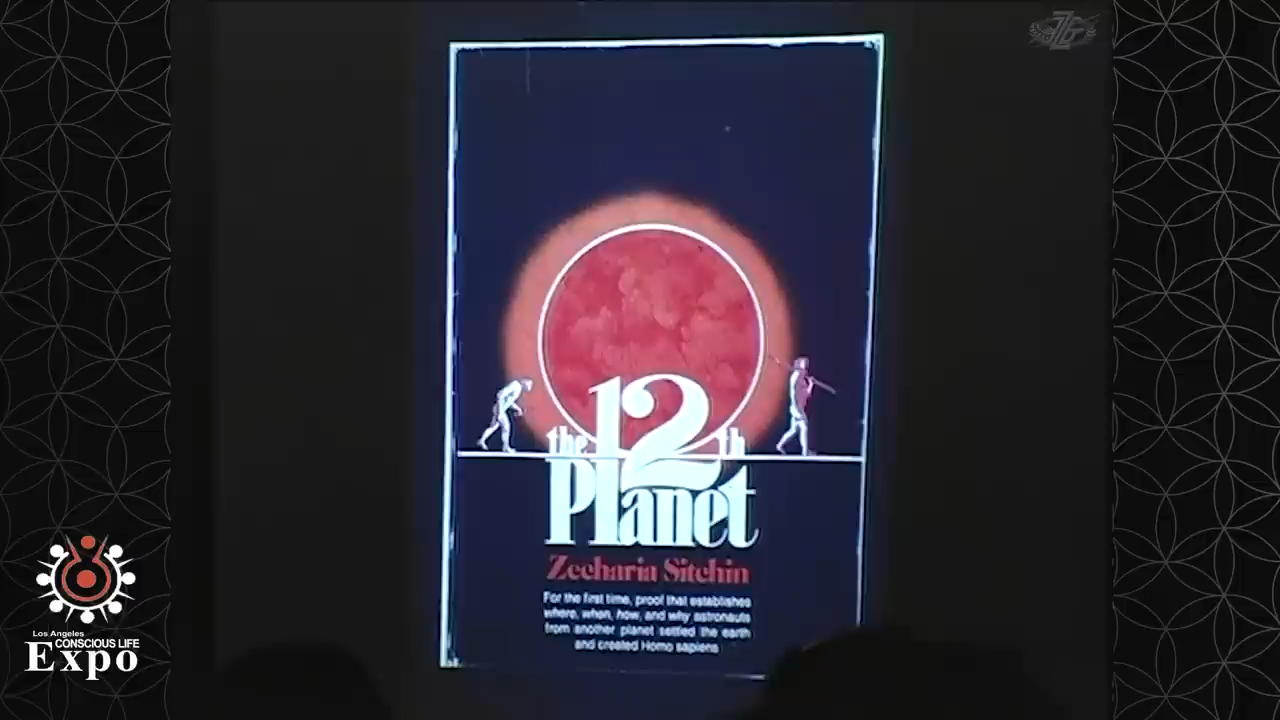 the 12th
Planet
Zecharia Sitchin
For the first time, proof that establishes
where, when, how, and why astronauts
from another planet settled the earth
and created Homo sapiens
Los Angeles
CONSCIOUS LIFE
Expo